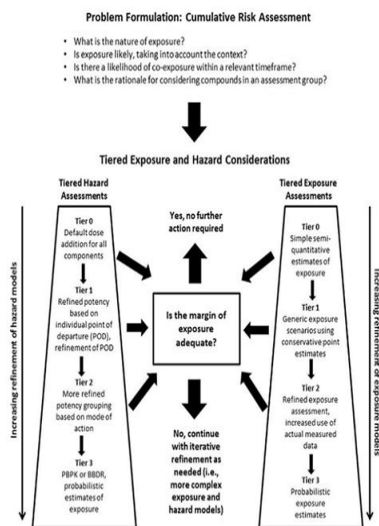 Problem Formulation: Cumulative Risk Assessment
• What is the nature of exposure?
• Is exposure likely, taking into account the context?
• Is there a likelihood of co-exposure within a relevant timeframe?
• What is the rationale for considering compounds in an assessment group?
Tiered Exposure and Hazard Considerations
Tiered Hazard
Assessments
Tier 0
Default dose
addition for all
components
Tier 1
Refined potency
based on
individual point of
departure (POD),
refinement of POD
Tier 2
More refined
potency grouping
based on mode of
action
Tier 3
PBPK or BBDR,
probabilistic
estimates of
exposure
Increasing refinement of hazard models
Yes, no further
action required
Is the margin of
exposure
adequate?
No, continue
with iterative
refinement as
needed (i.e.,
more complex
exposure and
hazard models)
Tiered Exposure
Assessments
Tier 0
Simple semi-
quantitative
estimates of
exposure
Tier 1
Generic exposure
scenarios using
conservative point
estimates
Tier 2
Refined exposure
assessment,
increased use of
actual measured
data
Tier 3
Probabilistic
exposure
estimates
Increasing refinement of exposure models